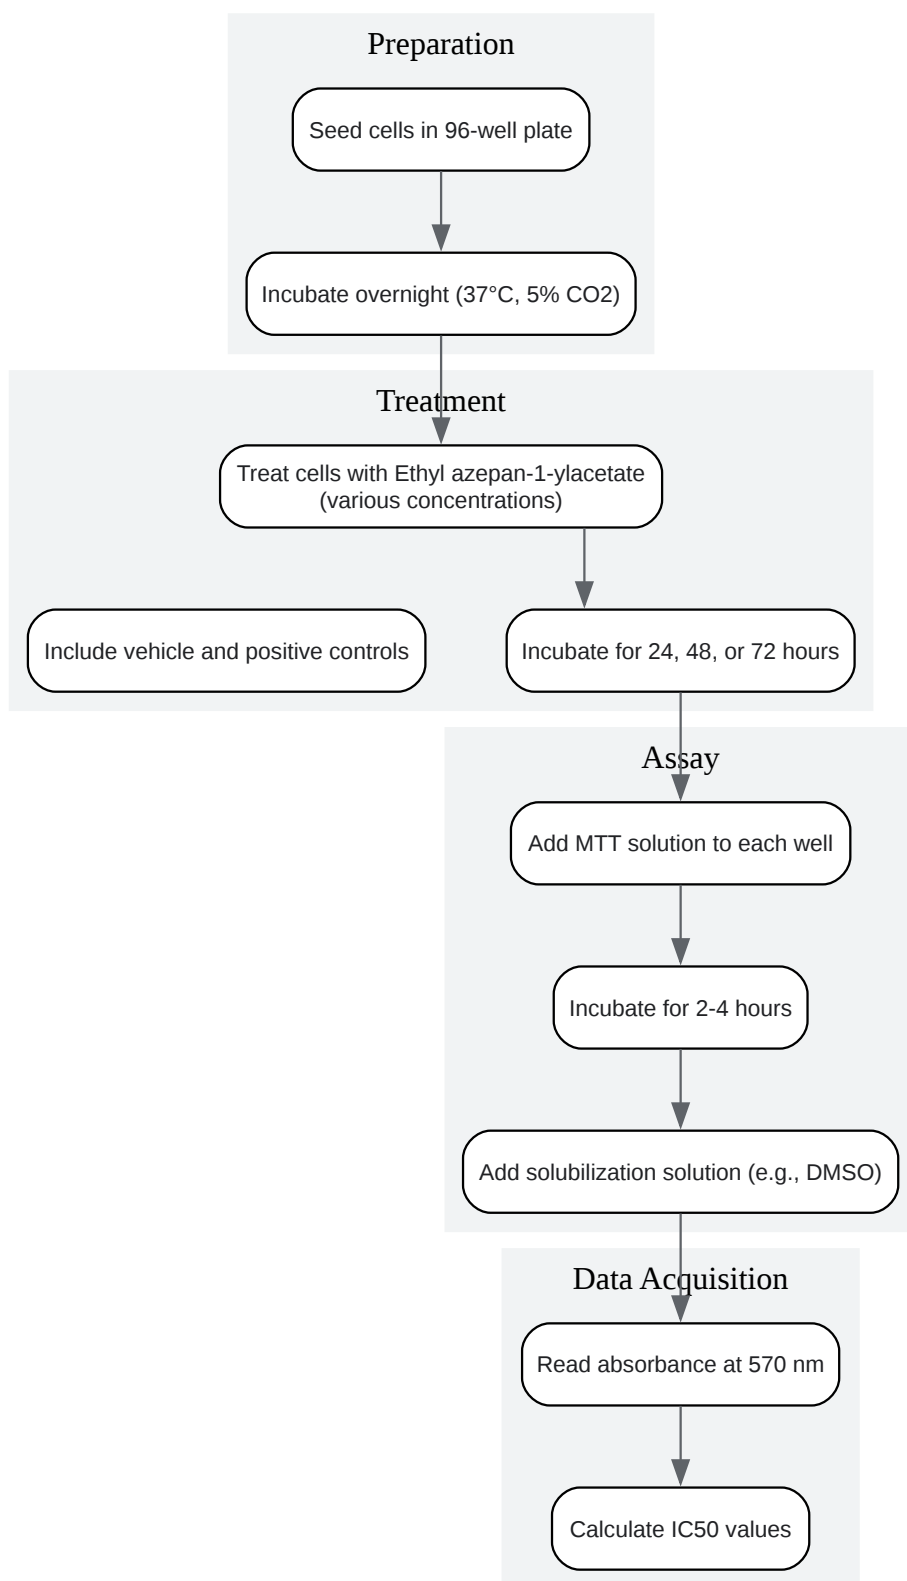 Preparation
Seed cells in 96-well plate
Incubate overnight (37°C, 5% CO2)
Treatment
Treat cells with Ethyl azepan-1-ylacetate
(various concentrations)
Include vehicle and positive controls
Incubate for 24, 48, or 72 hours
Assay
Add MTT solution to each well
Incubate for 2-4 hours
Add solubilization solution (e.g., DMSO)
Data Acquisition
Read absorbance at 570 nm
Calculate IC50 values